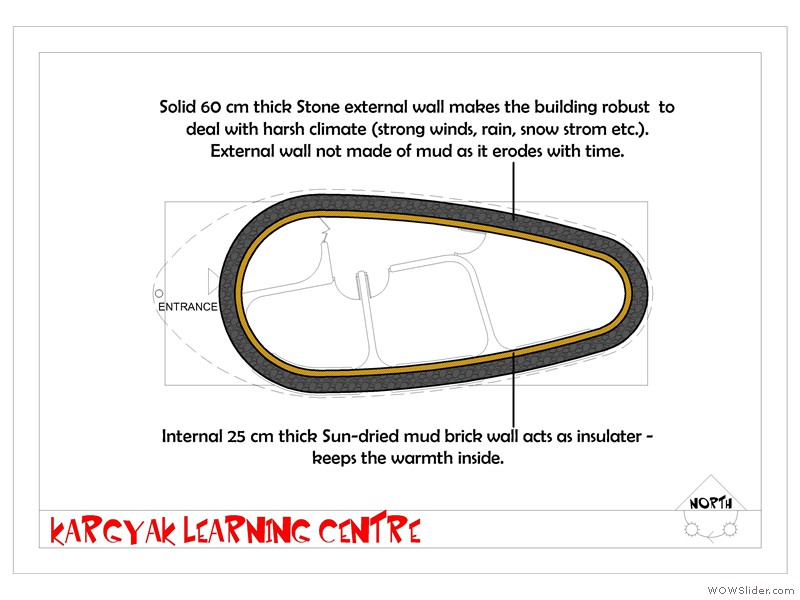 Solid 60 cm thick Stone external wall makes the building robust to
deal with harsh climate (strong winds, rain, snow strom etc.).
External wall not made of mud as it erodes with time.
ENTRANCE
Internal 25 cm thick Sun-dried mud brick wall acts as insulater -
keeps the warmth inside.
NORTH
KARGYAK LEARNING CENTRE
WOWSlider.com